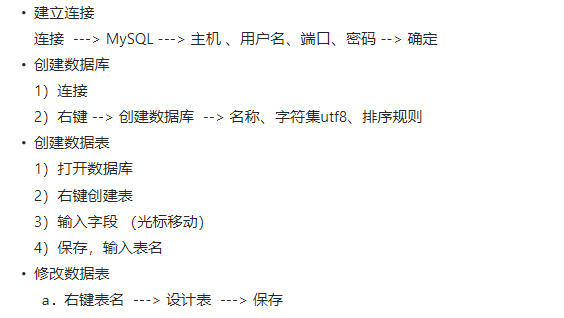 • 建立连接
连接 ---> MySQL ---> 主机 、用户名、端口、密码 --> 确定
• 创建数据库
1）连接
2）右键 --> 创建数据库 --> 名称、字符集utf8、排序规则
• 创建数据表
1）打开数据库
2）右键创建表
3）输入字段 （光标移动）
4）保存，输入表名
• 修改数据表
a．右键表名 ---> 设计表 ---> 保存